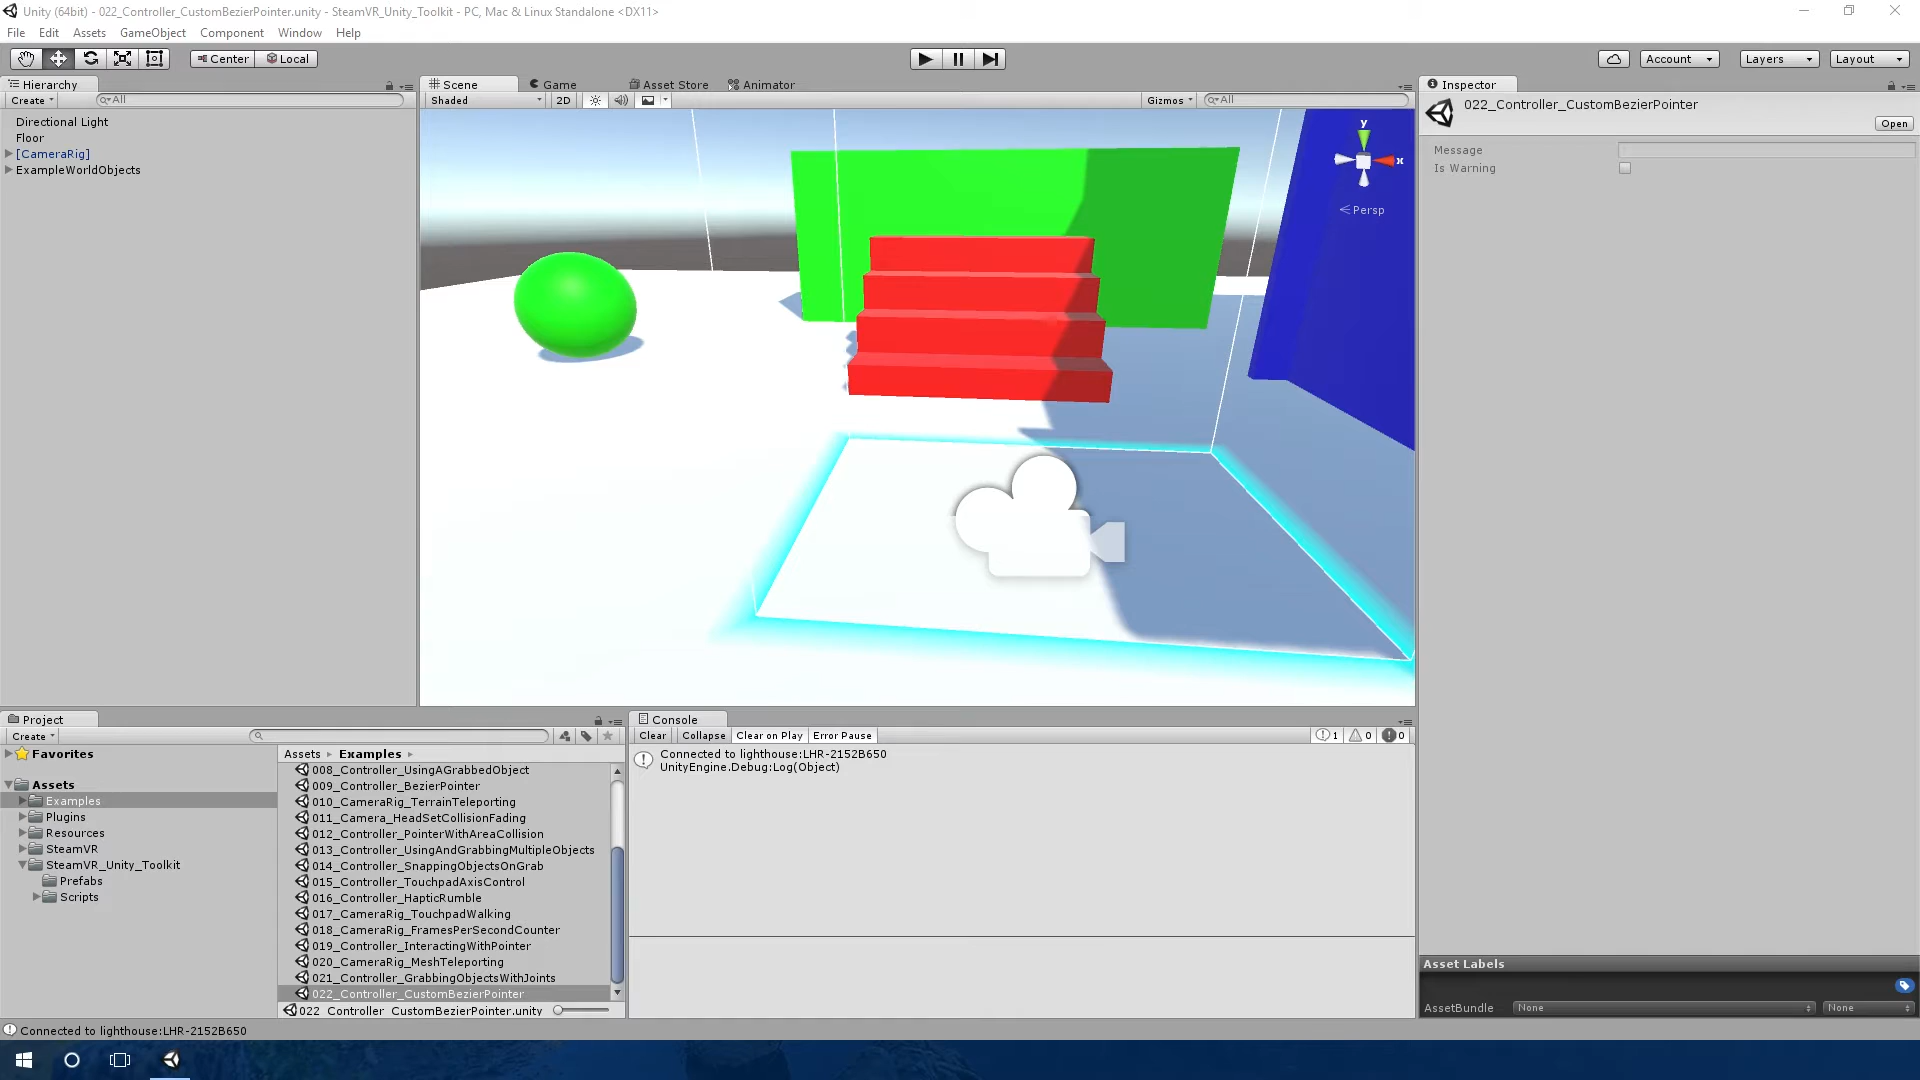 Unity (64bit) - 022_Controller_CustomBezierPointer.unity - SteamVR_Unity_Toolkit - PC, Mac & Linux Standalone <DX11>
File Edit Assets GameObject Component Window Help
Center Local Account Layers Layout
Hierarchy
Create All
Directional Light
Floor
[CameraRig]
ExampleWorldObjects
Scene Game Asset Store Animator
Shaded 2D Gizmos All
y
x
Persp
Inspector
022_Controller_CustomBezierPointer
Open
Message
Is Warning
Project
Create
Favorites
Assets
Examples
Plugins
Resources
SteamVR
SteamVR_Unity_Toolkit
Prefabs
Scripts
Assets Examples
008_Controller_UsingAGrabbedObject
009_Controller_BezierPointer
010_CameraRig_TerrainTeleporting
011_Camera_HeadSetCollisionFading
012_Controller_PointerWithAreaCollision
013_Controller_UsingAndGrabbingMultipleObjects
014_Controller_SnappingObjectsOnGrab
015_Controller_TouchpadAxisControl
016_Controller_HapticRumble
017_CameraRig_TouchpadWalking
018_CameraRig_FramesPerSecondCounter
019_Controller_InteractingWithPointer
020_CameraRig_MeshTeleporting
021_Controller_GrabbingObjectsWithJoints
022_Controller_CustomBezierPointer
022_Controller_CustomBezierPointer.unity
Console
Clear Collapse Clear on Play Error Pause 1 0 0
Connected to lighthouse:LHR-2152B650
UnityEngine.Debug:Log(Object)
Asset Labels
AssetBundle None None
Connected to lighthouse:LHR-2152B650